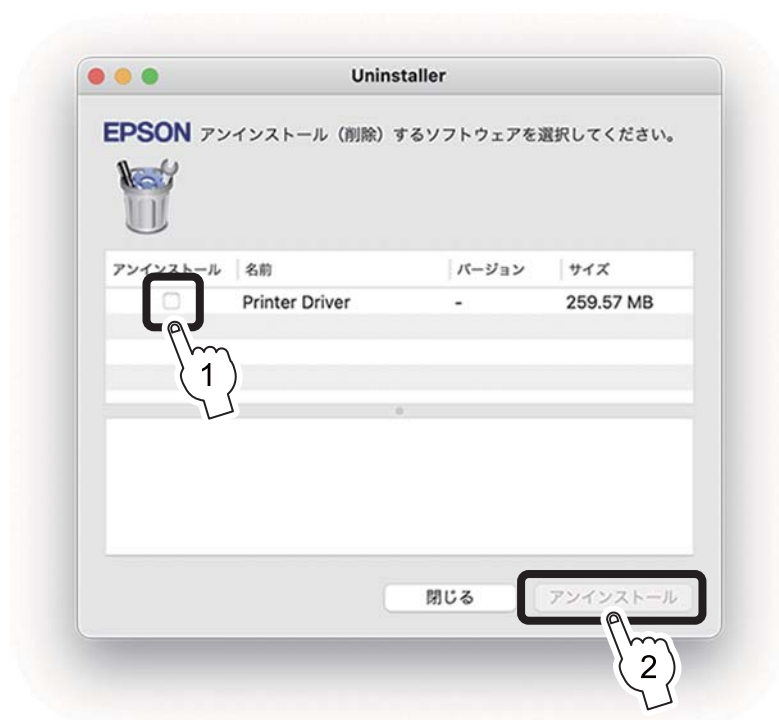 Uninstaller
EPSON アンインストール（削除）するソフトウェアを選択してください。
アンインストール 名前 バージョン サイズ
Printer Driver - 259.57 MB
1
閉じる アンインストール
2